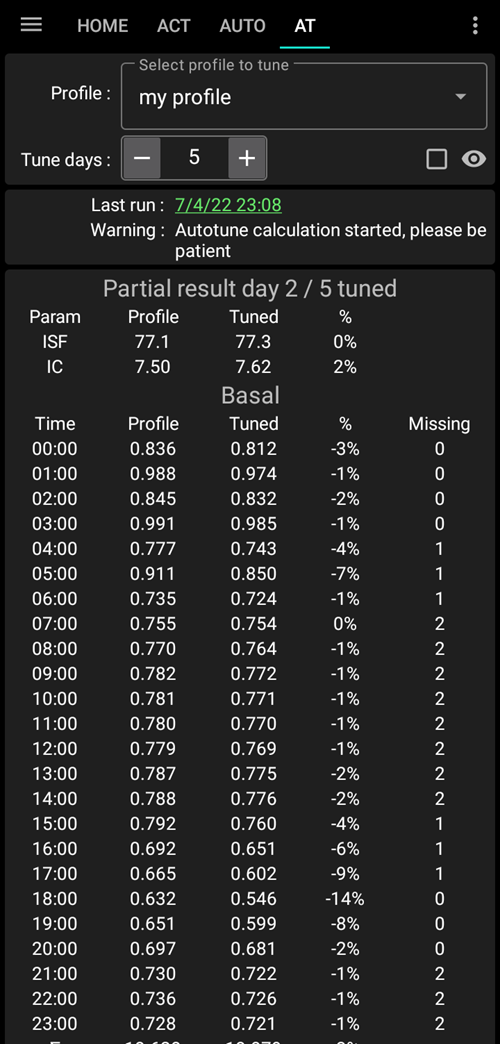 HOME ACT AUTO AT
Select profile to tune
Profile : my profile
Tune days : − 5 +
Last run : 7/4/22 23:08
Warning : Autotune calculation started, please be
patient
Partial result day 2 / 5 tuned
Param Profile Tuned %
ISF 77.1 77.3 0%
IC 7.50 7.62 2%
Basal
Time Profile Tuned % Missing
00:00 0.836 0.812 -3% 0
01:00 0.988 0.974 -1% 0
02:00 0.845 0.832 -2% 0
03:00 0.991 0.985 -1% 0
04:00 0.777 0.743 -4% 1
05:00 0.911 0.850 -7% 1
06:00 0.735 0.724 -1% 1
07:00 0.755 0.754 0% 2
08:00 0.770 0.764 -1% 2
09:00 0.782 0.772 -1% 2
10:00 0.781 0.771 -1% 2
11:00 0.780 0.770 -1% 2
12:00 0.779 0.769 -1% 2
13:00 0.787 0.775 -2% 2
14:00 0.788 0.776 -2% 2
15:00 0.792 0.760 -4% 1
16:00 0.692 0.651 -6% 1
17:00 0.665 0.602 -9% 1
18:00 0.632 0.546 -14% 0
19:00 0.651 0.599 -8% 0
20:00 0.697 0.681 -2% 0
21:00 0.730 0.722 -1% 2
22:00 0.736 0.726 -1% 2
23:00 0.728 0.721 -1% 2